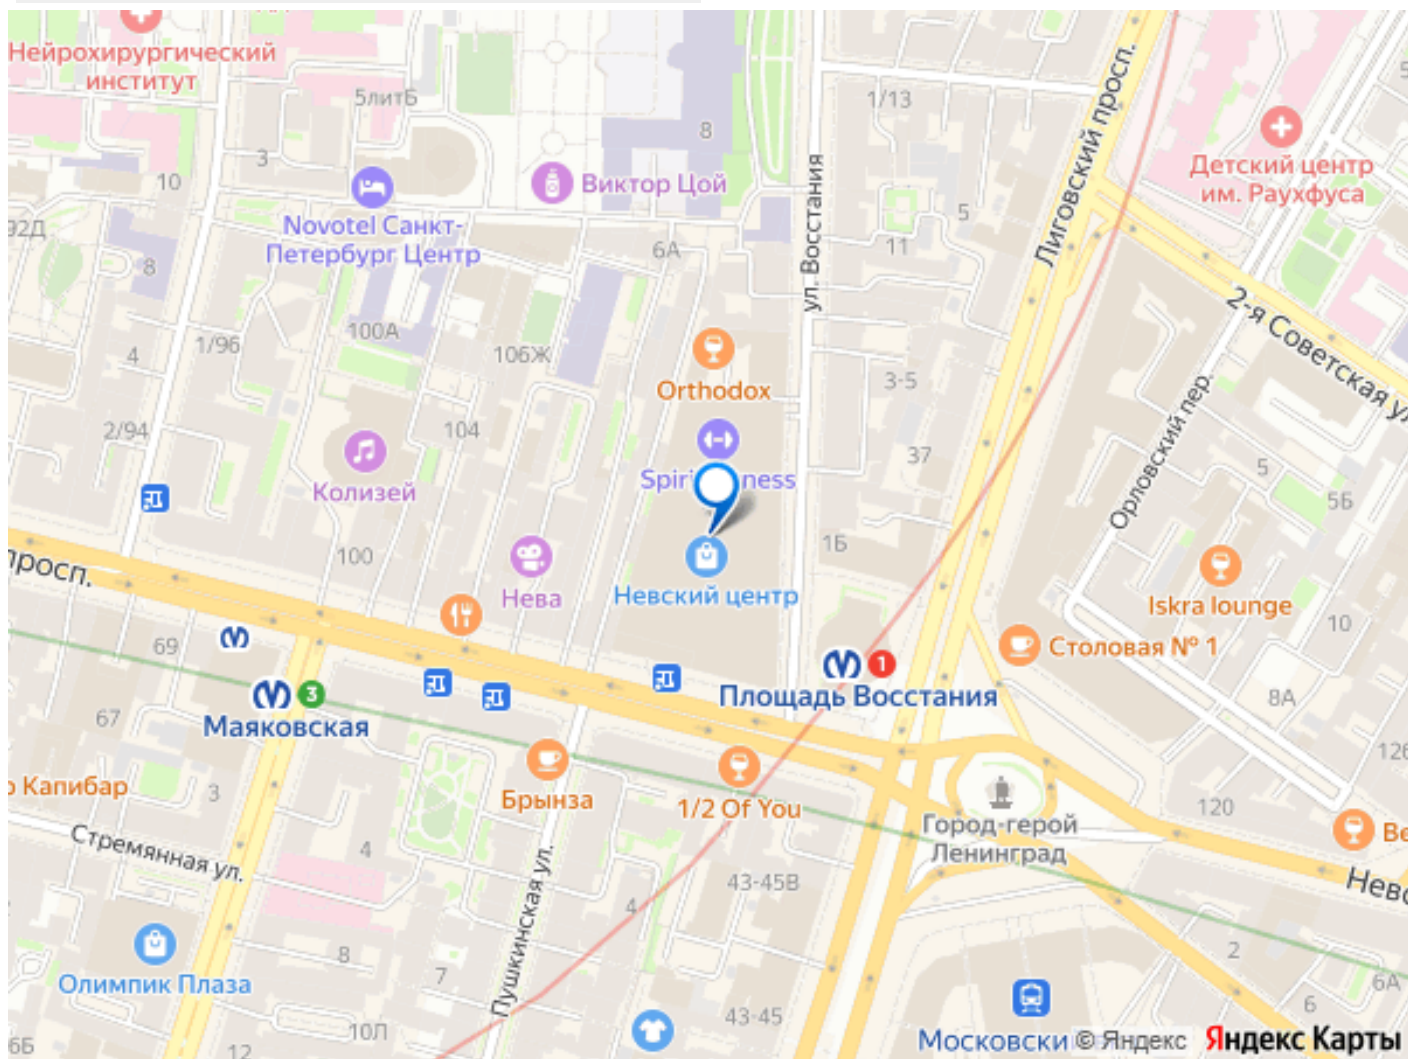 Нейрохирургический
институт
5литБ
3
10
8
1/13
Лиговский просп.
Детский центр
им. Раухфуса
Виктор Цой
Novotel Санкт-
Петербург Центр
92Д
8
6А
ул. Восстания
5
11
2-я Советская ул.
100А
1/96
4
106Ж
Orthodox
3-5
Орловский пер.
2/94
104
Колизей
37
5
5Б
100
1Б
просп.
Нева
Невский центр
Iskra lounge
10
69
3
Маяковская
1
Площадь Восстания
Столовая № 1
8А
67
Капибар
3
Брынза
1/2 Of You
120
126
Город-герой
Ленинград
Стремянная ул.
4
Пушкинская ул.
43-45В
4
Олимпик Плаза
8
7
2
6А
6
10Л
12
43-45
6Б
Московски
© Яндекс
Яндекс Карты